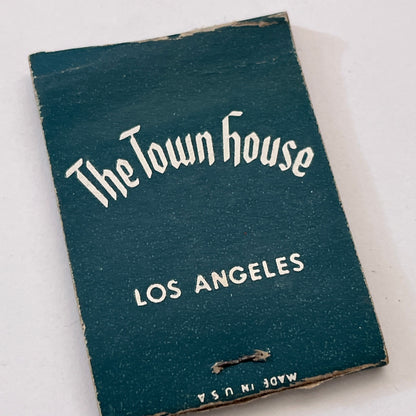 The Town house
LOS ANGELES
MADE IN U S A